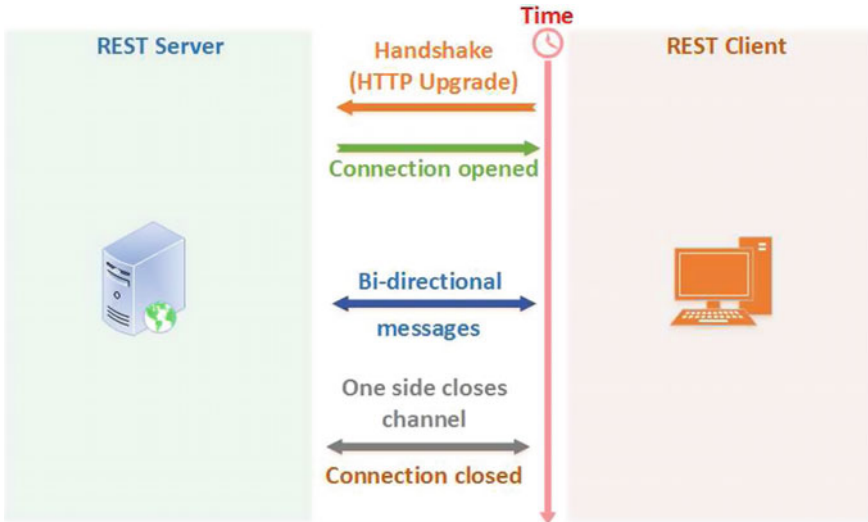 Time
REST Server
Handshake
(HTTP Upgrade)
REST Client
Connection opened
Bi-directional
messages
One side closes
channel
Connection closed